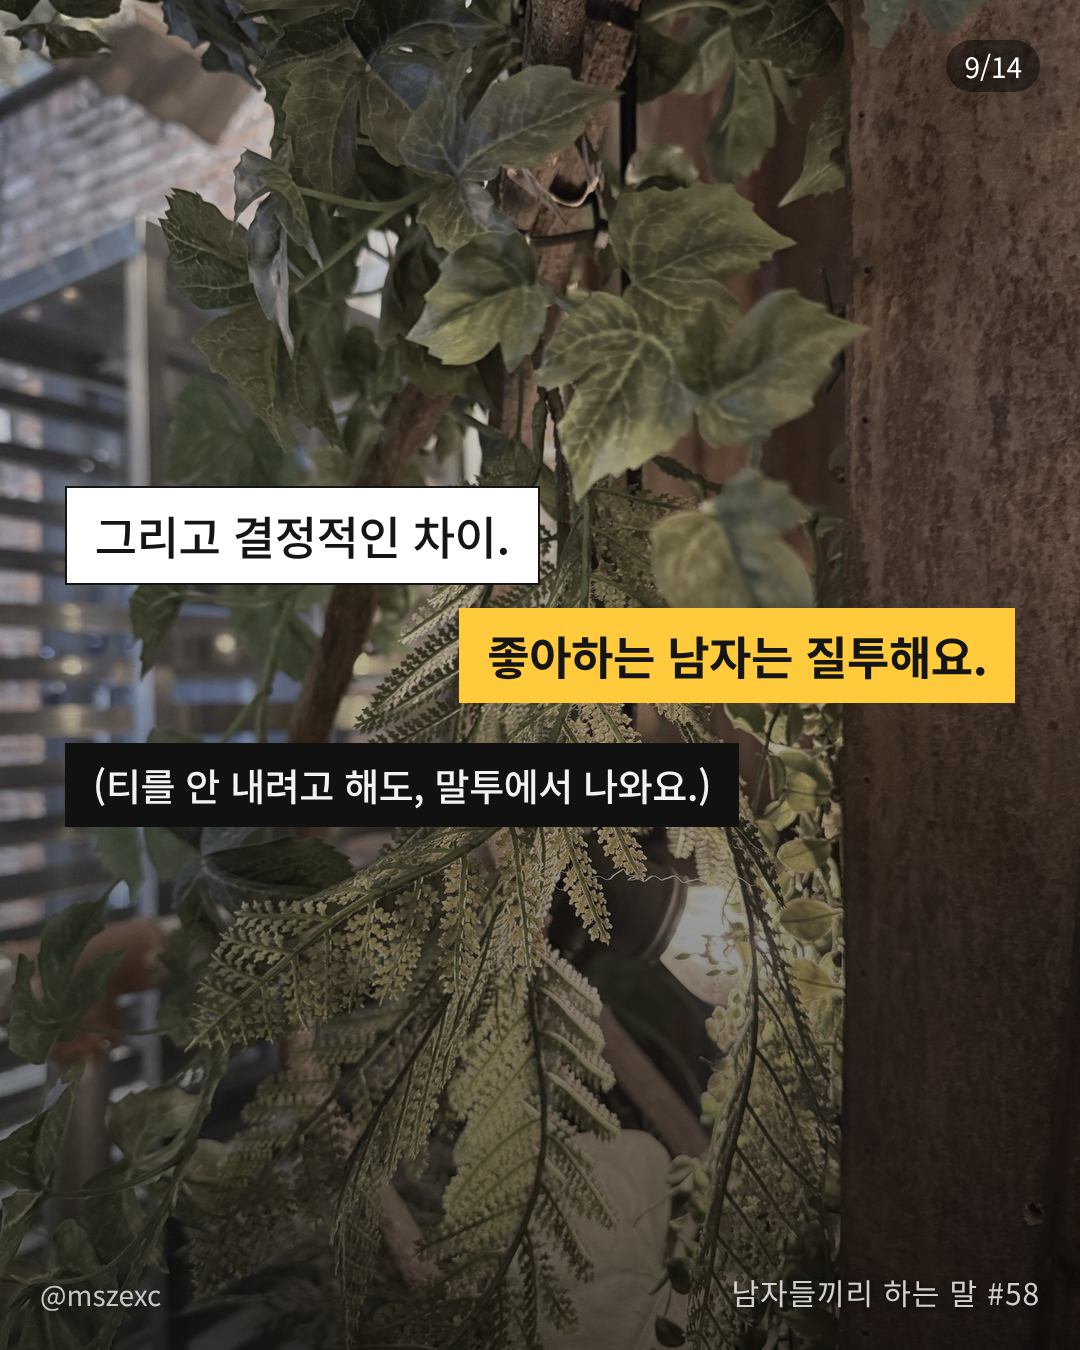 9/14
그리고 결정적인 차이.
좋아하는 남자는 질투해요.
(티를 안 내려고 해도, 말투에서 나와요.)
@mszexc
남자들끼리 하는 말 #58